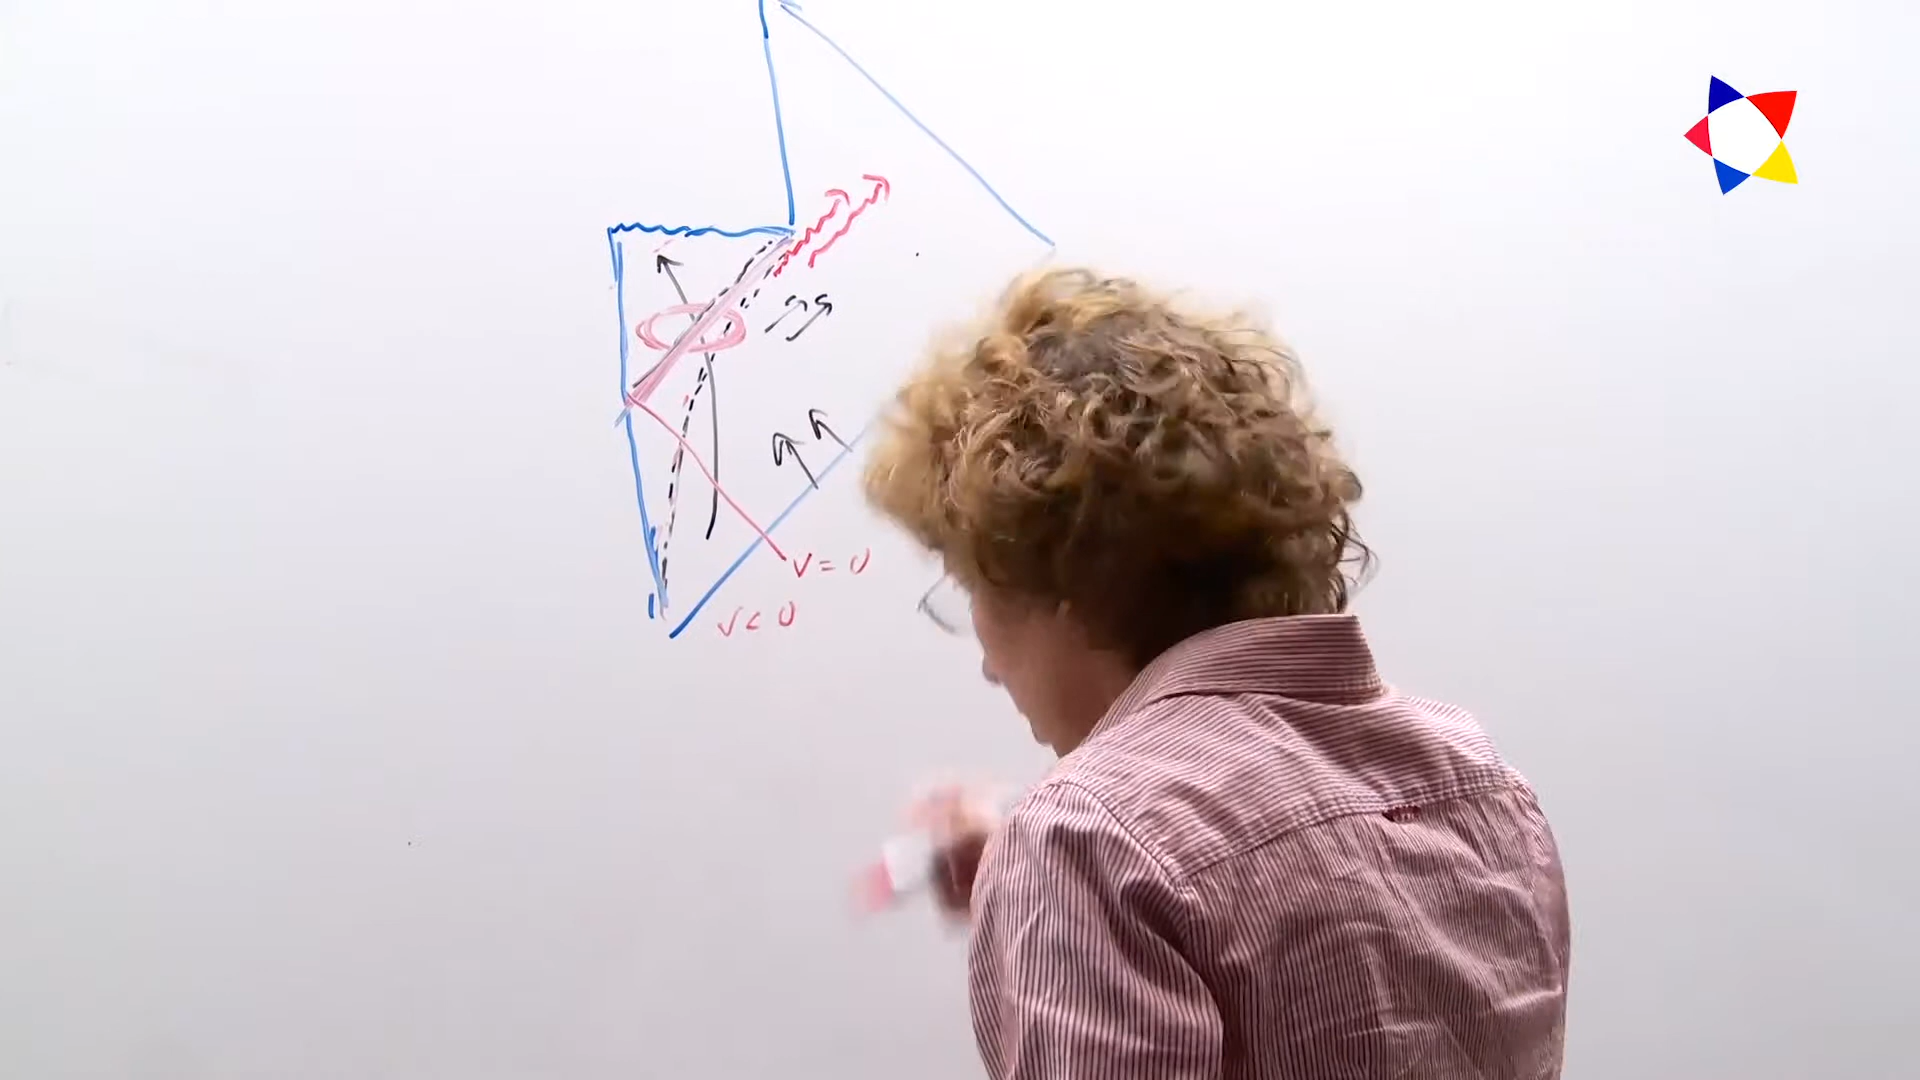 v = 0
v < 0